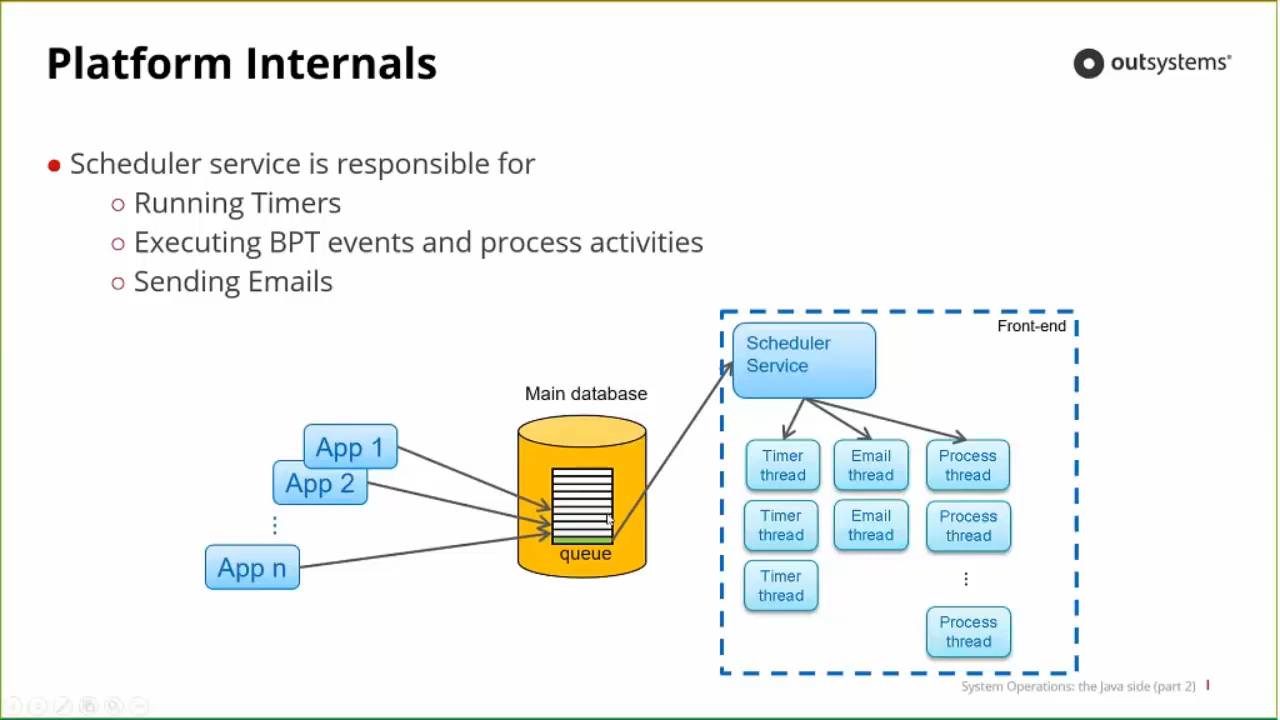 Platform Internals
outsystems®
● Scheduler service is responsible for
○ Running Timers
○ Executing BPT events and process activities
○ Sending Emails
Front-end
Scheduler
Service
Main database
App 1
App 2
⋮
App n
queue
Timer
thread
Email
thread
Process
thread
Timer
thread
Email
thread
Process
thread
Timer
thread
⋮
Process
thread
System Operations: the Java side (part 2)